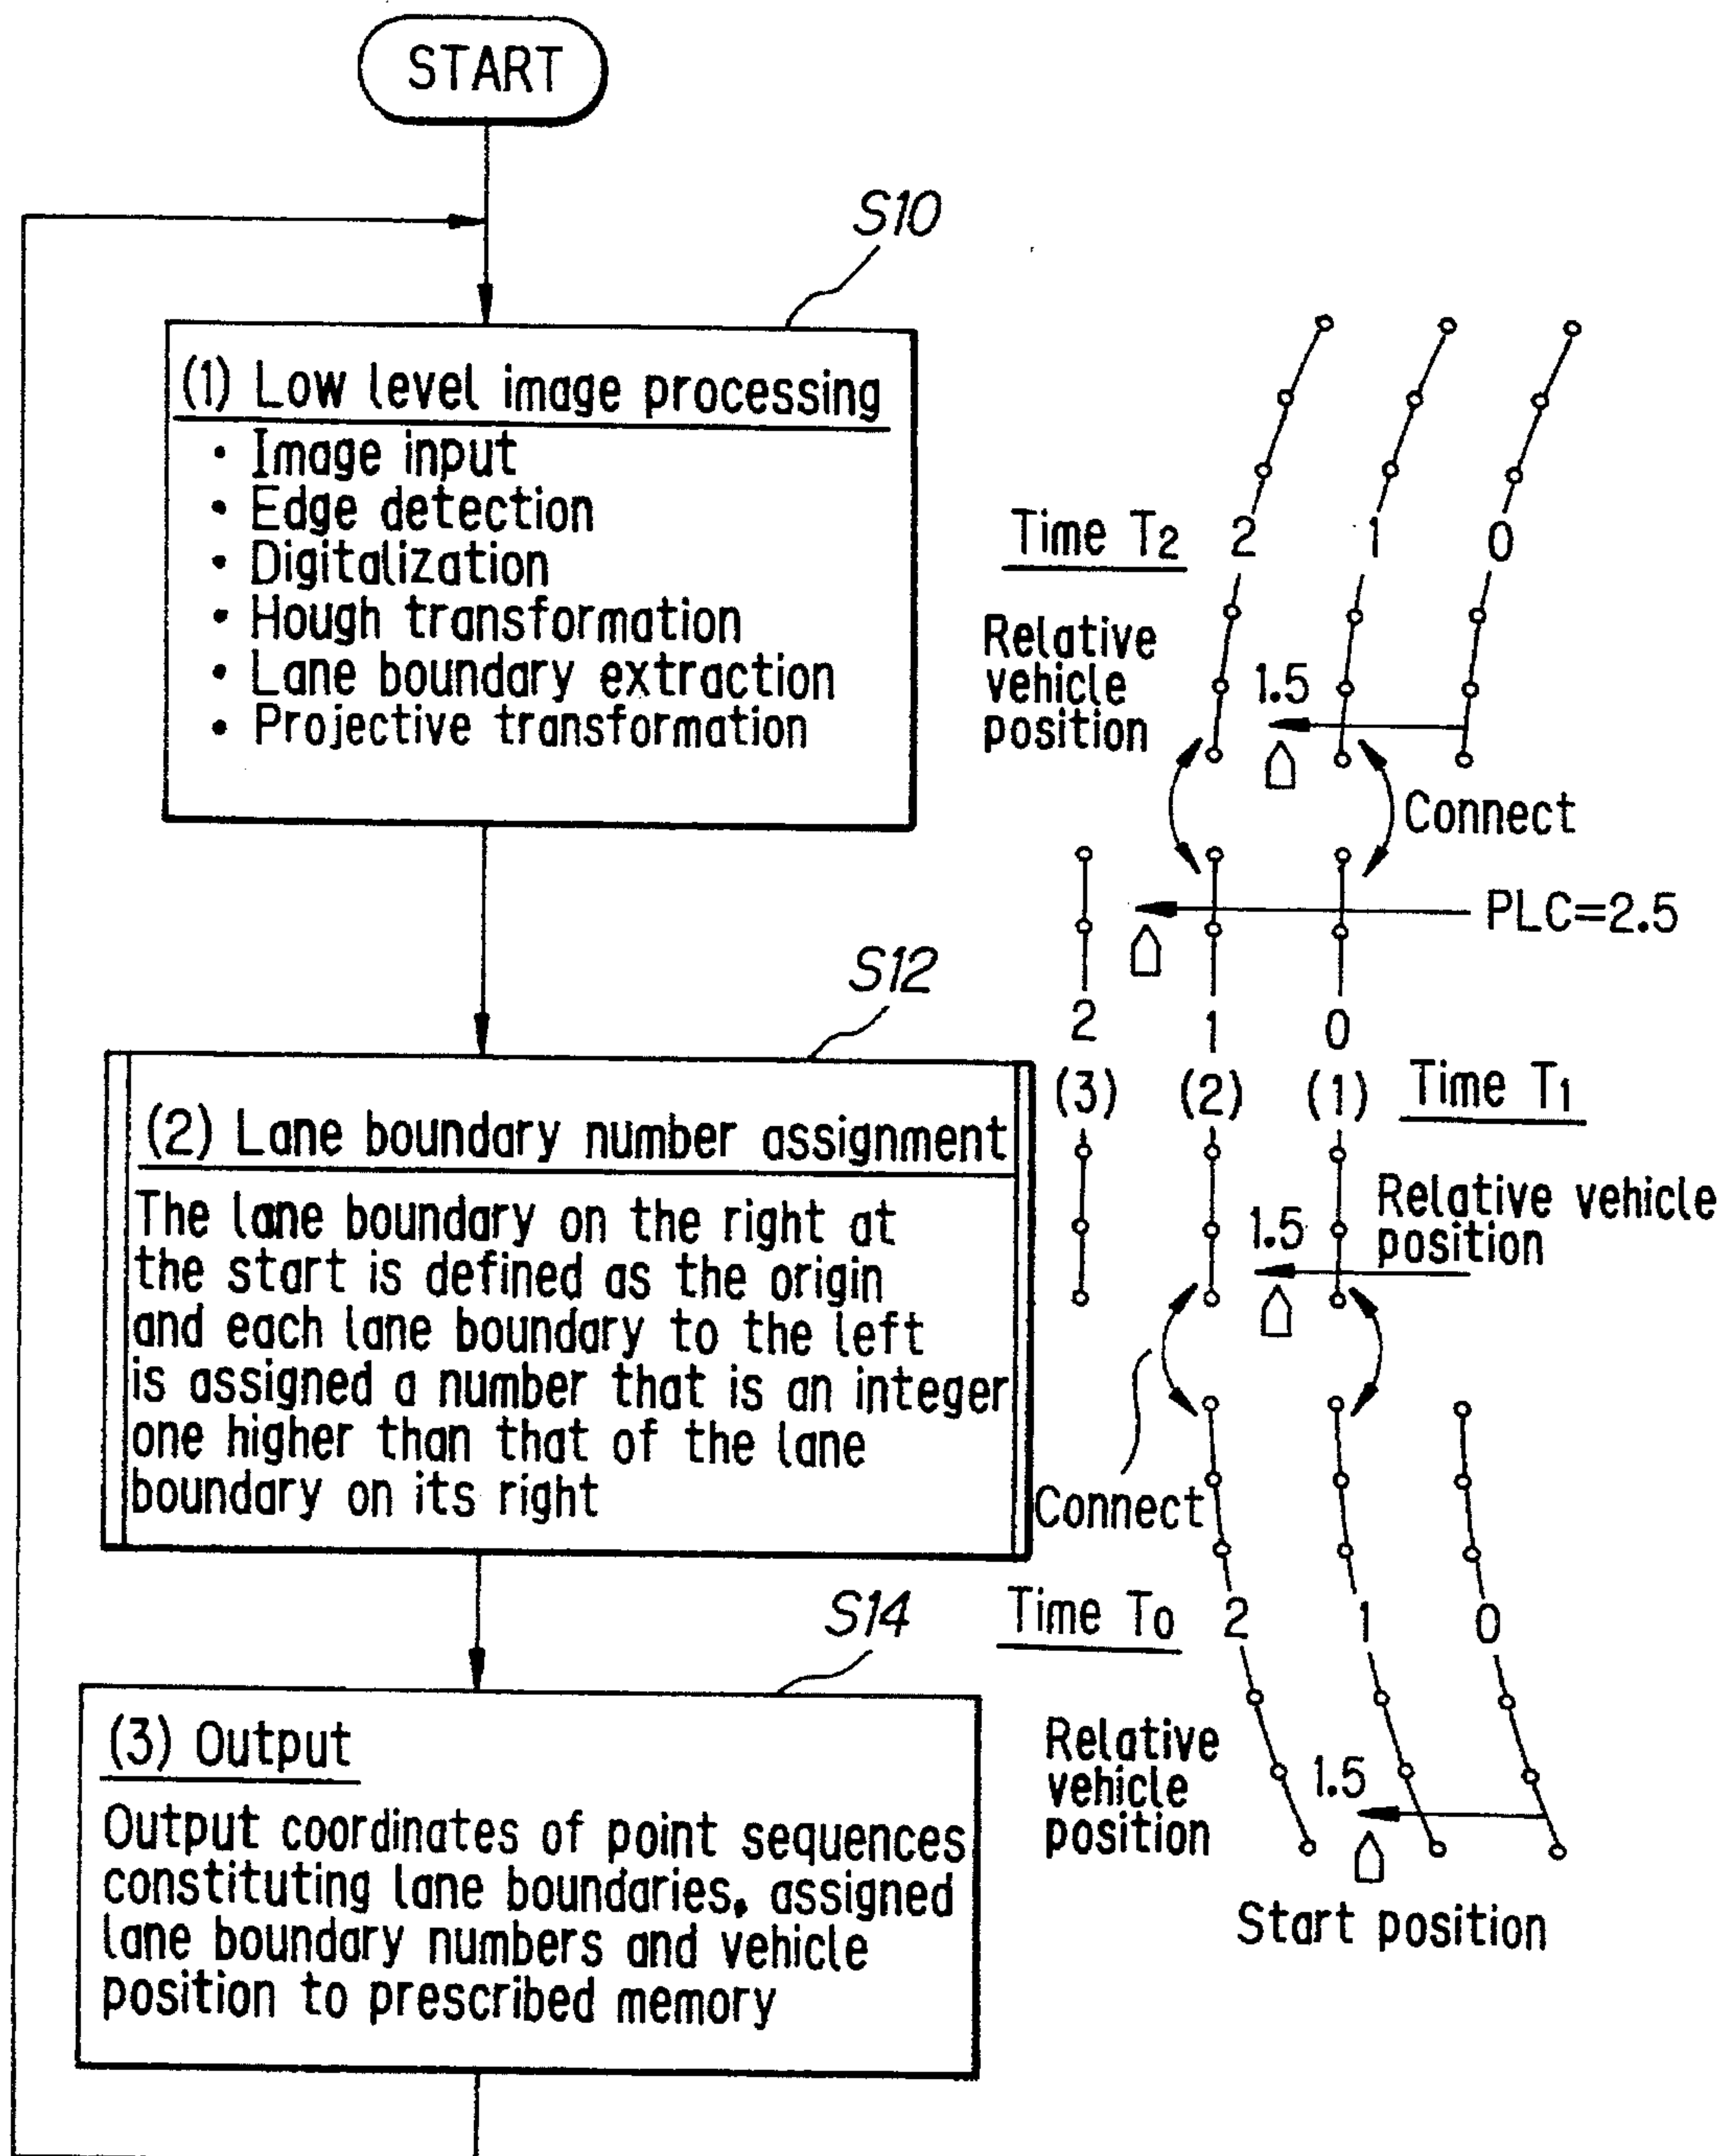 START
S10
(1) Low level image processing
• Image input
• Edge detection
• Digitalization
• Hough transformation
• Lane boundary extraction
• Projective transformation
S12
(2) Lane boundary number assignment
The lane boundary on the right at
the start is defined as the origin
and each lane boundary to the left
is assigned a number that is an integer
one higher than that of the lane
boundary on its right
S14
(3) Output
Output coordinates of point sequences
constituting lane boundaries, assigned
lane boundary numbers and vehicle
position to prescribed memory
Time T2 2 1 0
Relative
vehicle
position
1.5
Connect
PLC=2.5
2 1 0
(3) (2) (1) Time T1
Relative vehicle
position
1.5
Connect
Time T0 2 1 0
Relative
vehicle
position
1.5
Start position